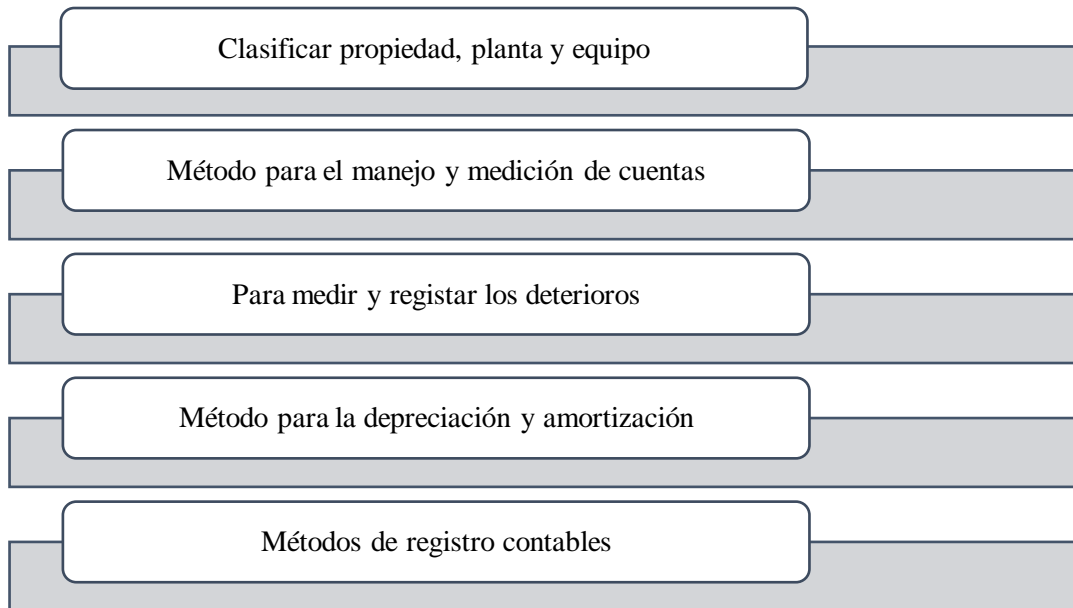 Clasificar propiedad, planta y equipo
Método para el manejo y medición de cuentas
Para medir y registar los deterioros
Método para la depreciación y amortización
Métodos de registro contables